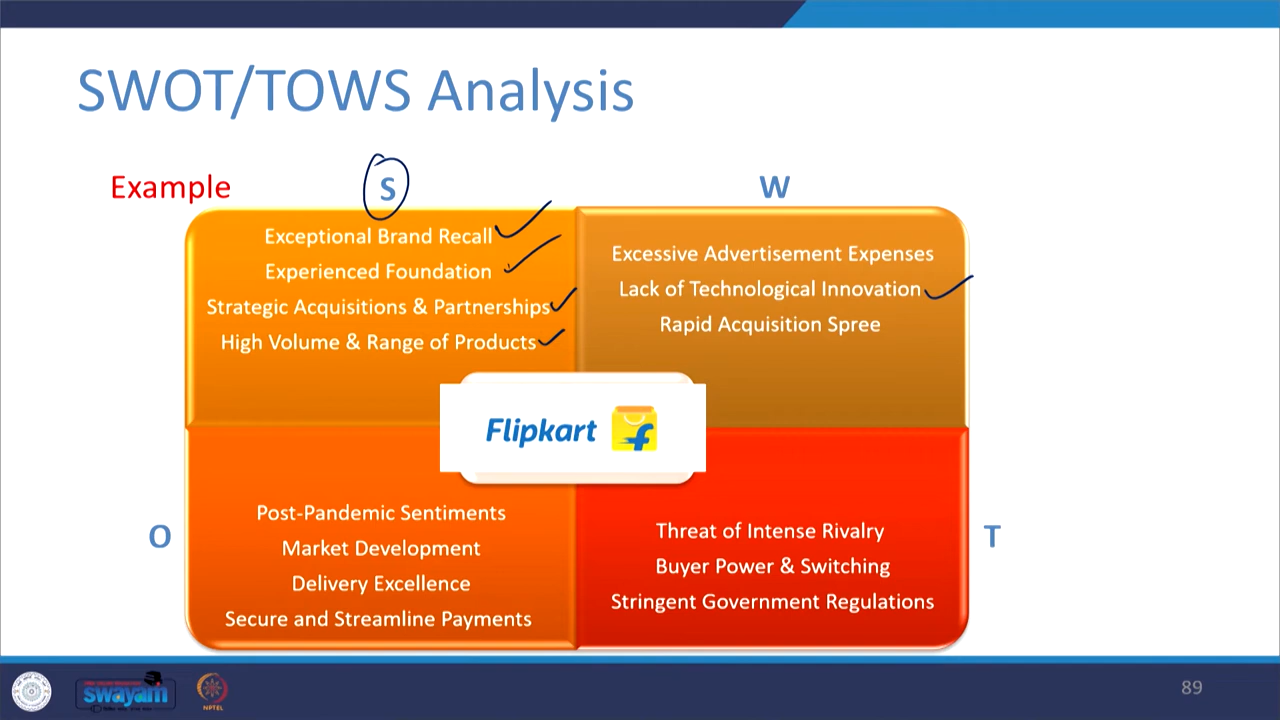 SWOT/TOWS Analysis
Example
S
W
Exceptional Brand Recall
Experienced Foundation
Strategic Acquisitions & Partnerships
High Volume & Range of Products
Excessive Advertisement Expenses
Lack of Technological Innovation
Rapid Acquisition Spree
Flipkart
O
Post-Pandemic Sentiments
Market Development
Delivery Excellence
Secure and Streamline Payments
Threat of Intense Rivalry
Buyer Power & Switching
Stringent Government Regulations
T
swayam
NPTEL
89